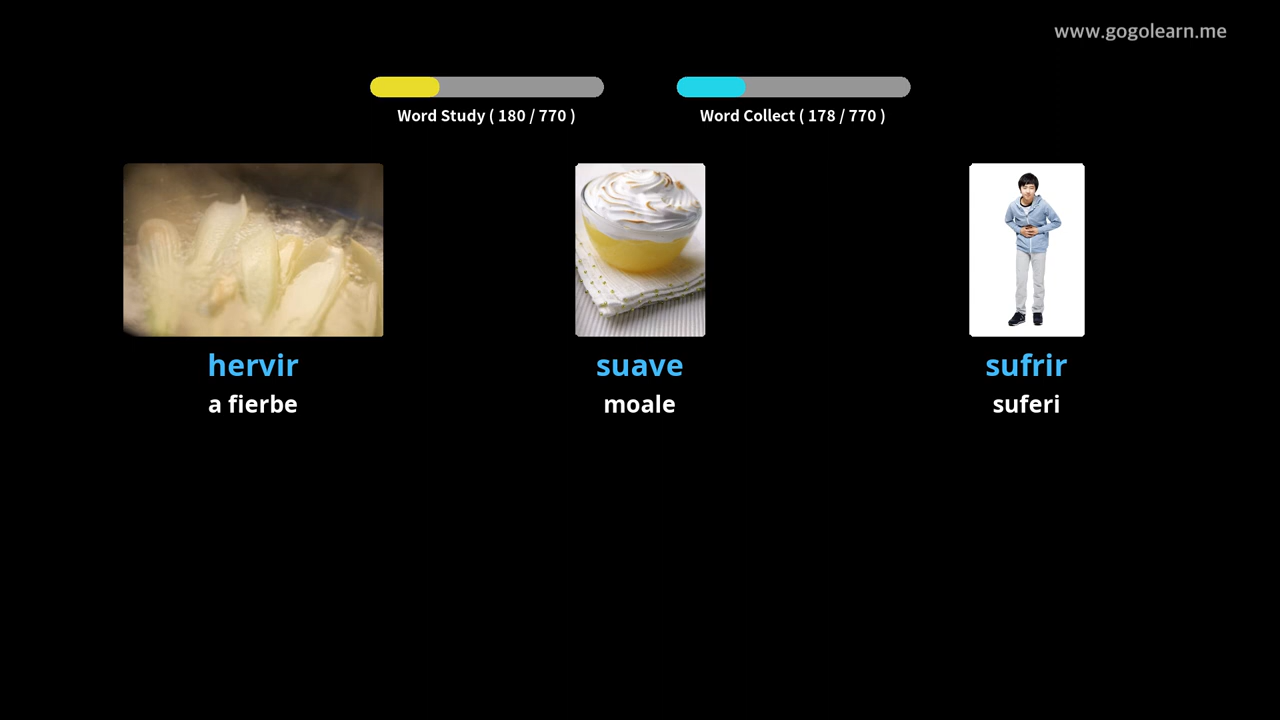 www.gogolearn.me
Word Study ( 180 / 770 )
Word Collect ( 178 / 770 )
hervir
suave
sufrir
a fierbe
moale
suferi